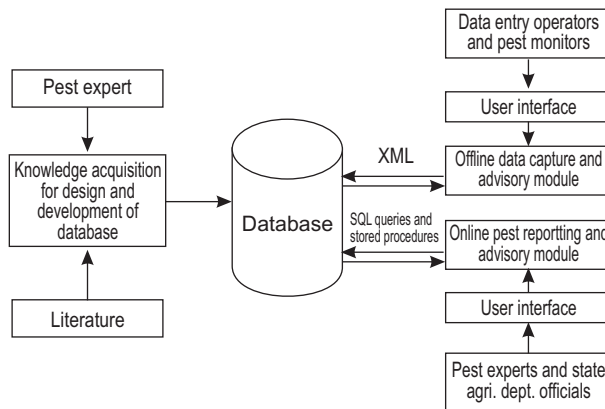 Pest expert
Knowledge acquisition
for design and
development of
database
Literature
Database
XML
SQL queries and
stored procedures
Data entry operators
and pest monitors
User interface
Offline data capture and
advisory module
Online pest reportting and
advisory module
User interface
Pest experts and state
agri. dept. officials